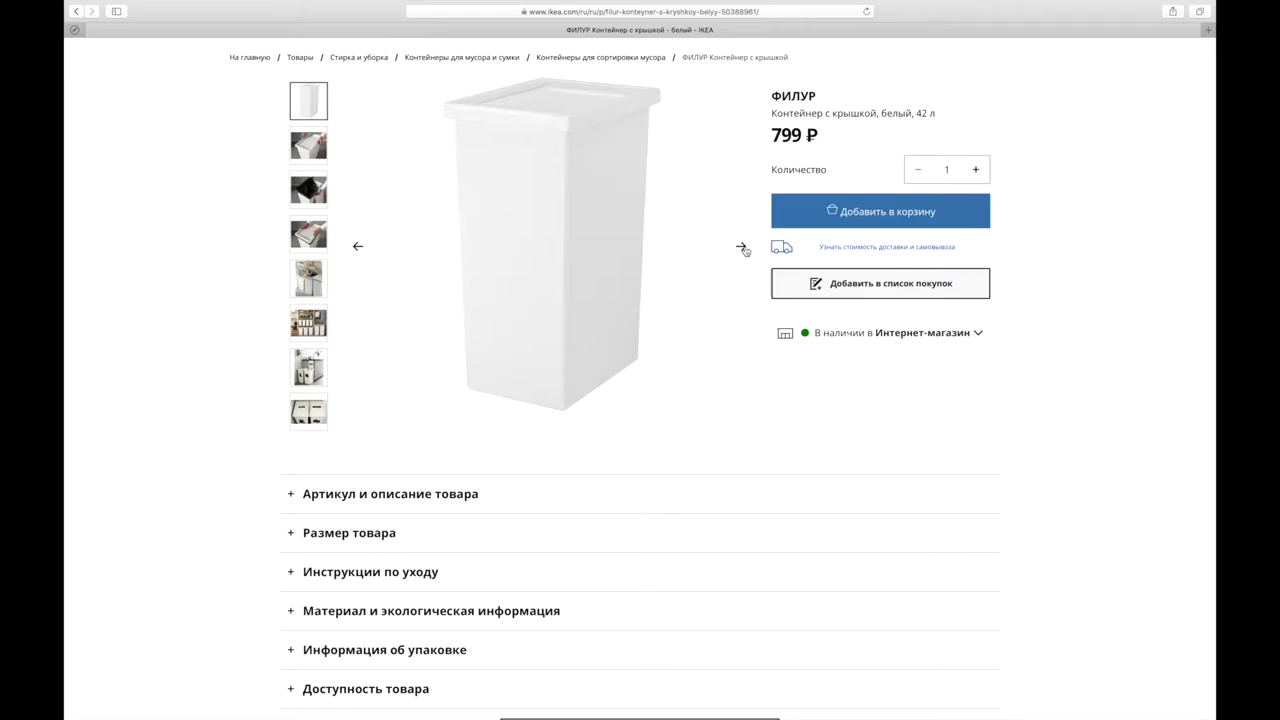 www.ikea.com/ru/ru/p/filur-konteyner-s-kryshkoy-belyy-50388961/
ФИЛУР Контейнер с крышкой - белый - IKEA
На главную / Товары / Стирка и уборка / Контейнеры для мусора и сумки / Контейнеры для сортировки мусора / ФИЛУР Контейнер с крышкой
ФИЛУР
Контейнер с крышкой, белый, 42 л
799 ₽
Количество − 1 +
Добавить в корзину
Узнать стоимость доставки и самовывоза
Добавить в список покупок
В наличии в Интернет-магазин
+ Артикул и описание товара
+ Размер товара
+ Инструкции по уходу
+ Материал и экологическая информация
+ Информация об упаковке
+ Доступность товара